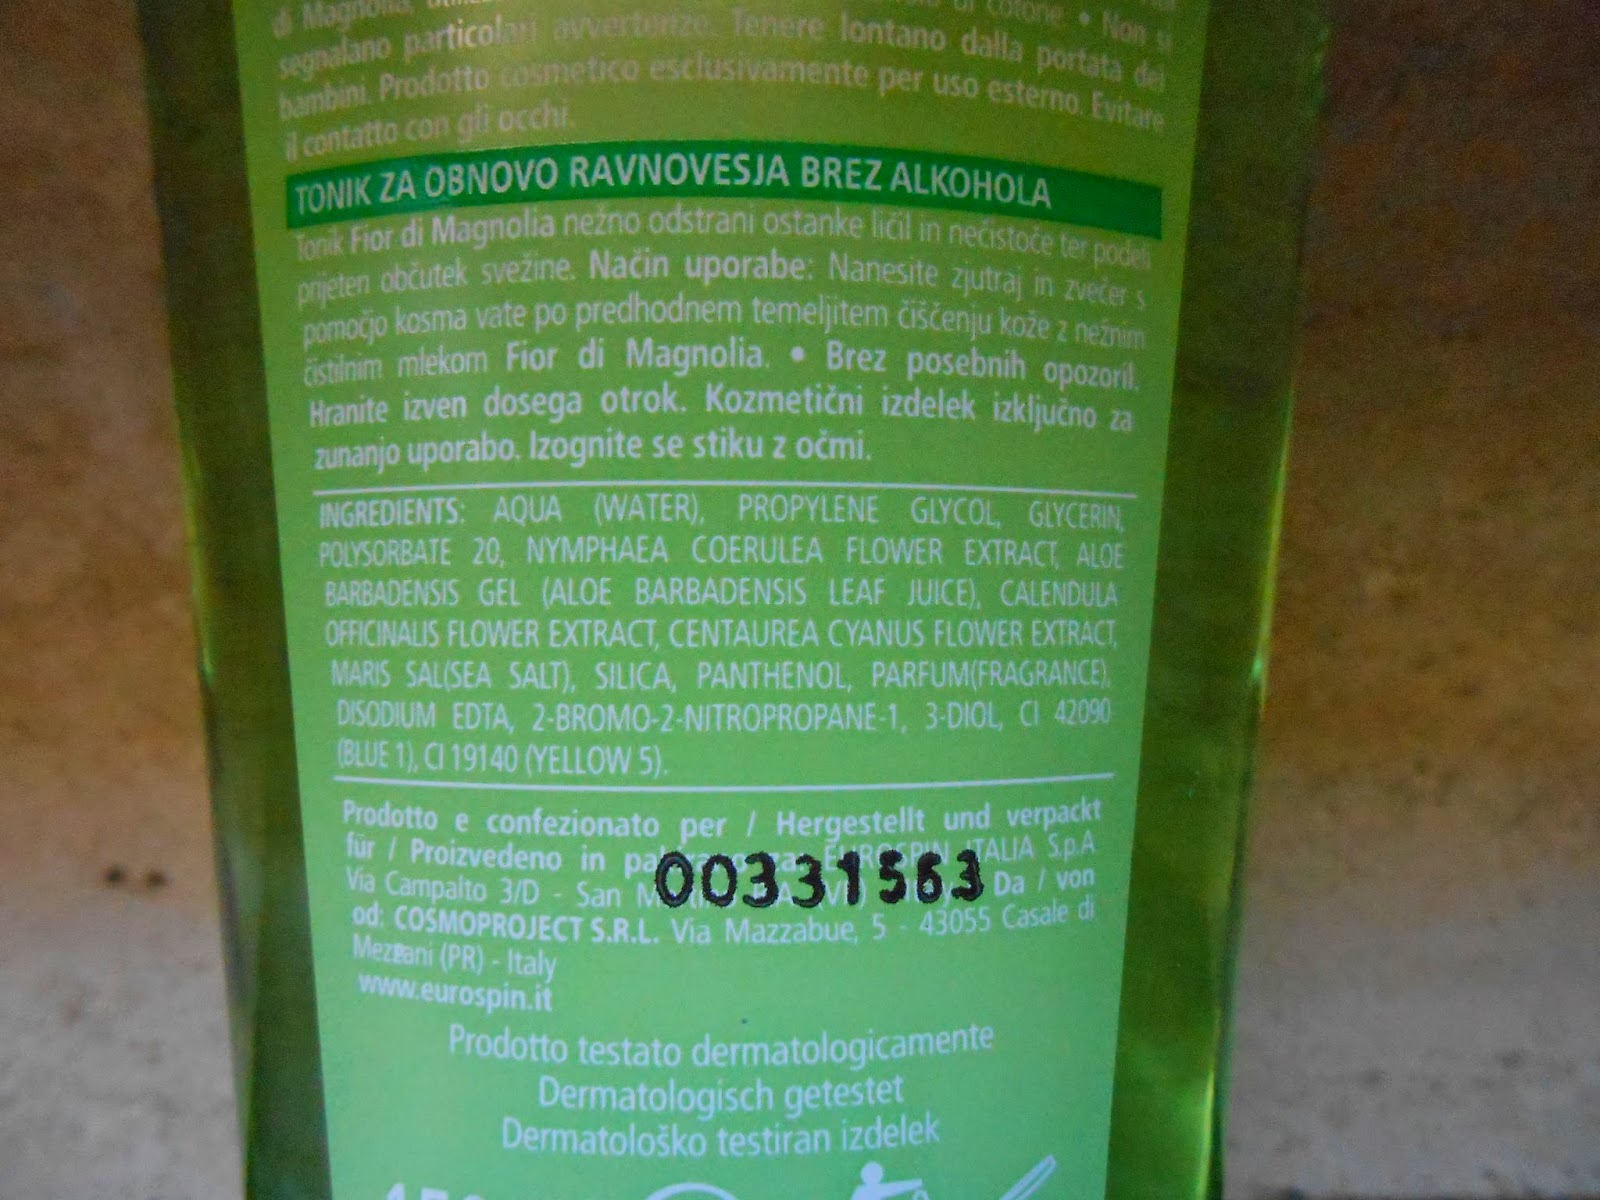 di Magnolia, di cotone. • Non si
segnalano particolari avvertenze. Tenere lontano dalla portata dei
bambini. Prodotto cosmetico esclusivamente per uso esterno. Evitare
il contatto con gli occhi.
TONIK ZA OBNOVO RAVNOVESJA BREZ ALKOHOLA
Tonik Fior di Magnolia nežno odstrani ostanke ličil in nečistoče ter podeli
prijeten občutek svežine. Način uporabe: Nanesite zjutraj in zvečer s
pomočjo kosma vate po predhodnem temeljitem čiščenju kože z nežnim
čistilnim mlekom Fior di Magnolia. • Brez posebnih opozoril.
Hranite izven dosega otrok. Kozmetični izdelek izključno za
zunanjo uporabo. Izognite se stiku z očmi.
INGREDIENTS: AQUA (WATER), PROPYLENE GLYCOL, GLYCERIN,
POLYSORBATE 20, NYMPHAEA COERULEA FLOWER EXTRACT, ALOE
BARBADENSIS GEL (ALOE BARBADENSIS LEAF JUICE), CALENDULA
OFFICINALIS FLOWER EXTRACT, CENTAUREA CYANUS FLOWER EXTRACT,
MARIS SAL(SEA SALT), SILICA, PANTHENOL, PARFUM(FRAGRANCE),
DISODIUM EDTA, 2-BROMO-2-NITROPROPANE-1, 3-DIOL, CI 42090
(BLUE 1), CI 19140 (YELLOW 5).
Prodotto e confezionato per / Hergestellt und verpackt
für / Proizvedeno in EUROSPIN ITALIA S.p.A.
00331563
Via Campalto 3/D - San Da / von
od: COSMOPROJECT S.R.L. Via Mazzabue, 5 - 43055 Casale di
Mezzani (PR) - Italy
www.eurospin.it
Prodotto testato dermatologicamente
Dermatologisch getestet
Dermatološko testiran izdelek